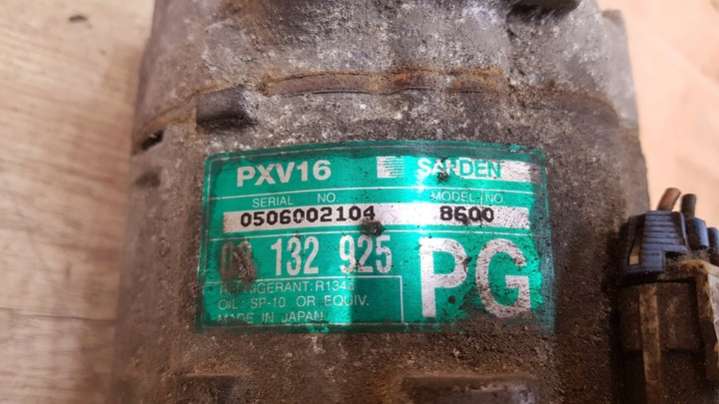 PXV16 SANDEN
SERIAL NO. MODEL NO
0506002104 8600
132 925 PG
REFRIGERANT:R134a
OIL: SP-10 OR EQUIV.
MADE IN JAPAN